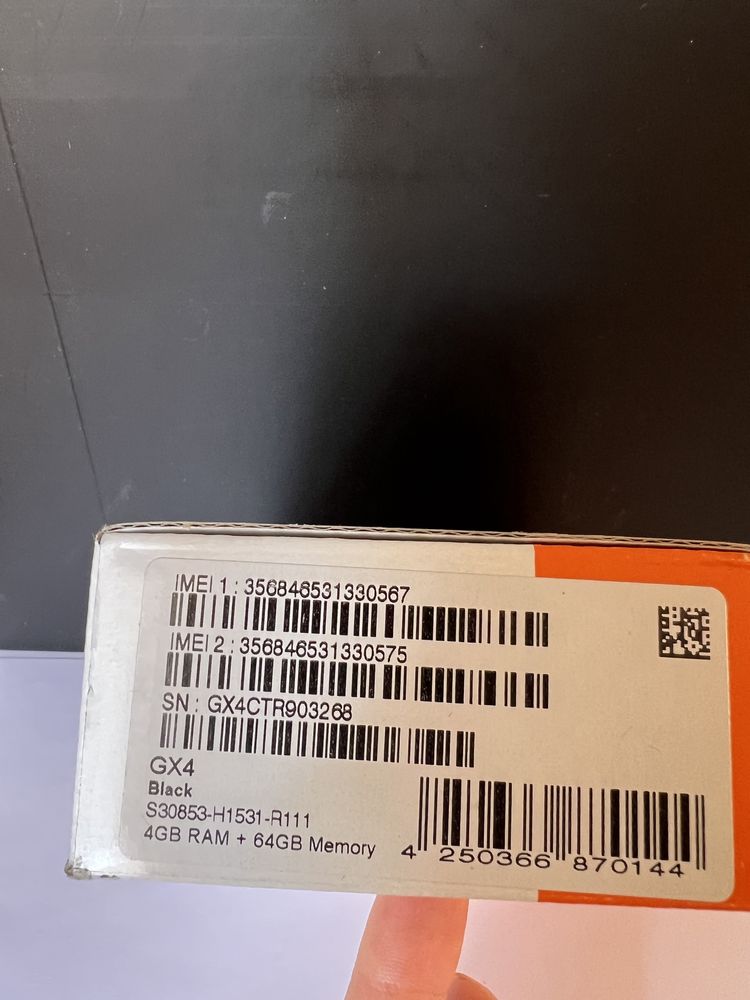 IMEI 1 : 356846531330567
IMEI 2 : 356846531330575
SN : GX4CTR903268
GX4
Black
S30853-H1531-R111
4GB RAM + 64GB Memory
4 250366 870144